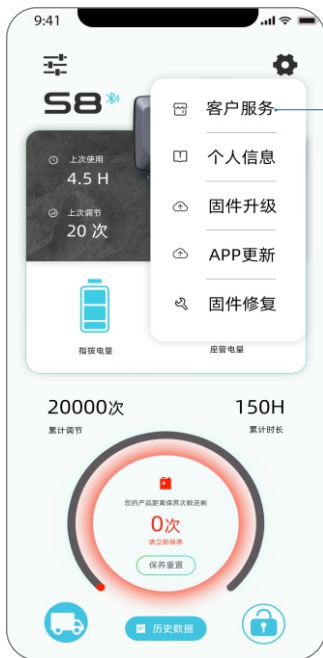 9:41
S8
客户服务
个人信息
固件升级
APP更新
固件修复
上次使用
4.5 H
上次调节
20 次
指拨电量
座管电量
20000次
150H
累计调节
累计时长
您的产品距离保养次数还剩
0次
请立即保养
保养重置
历史数据